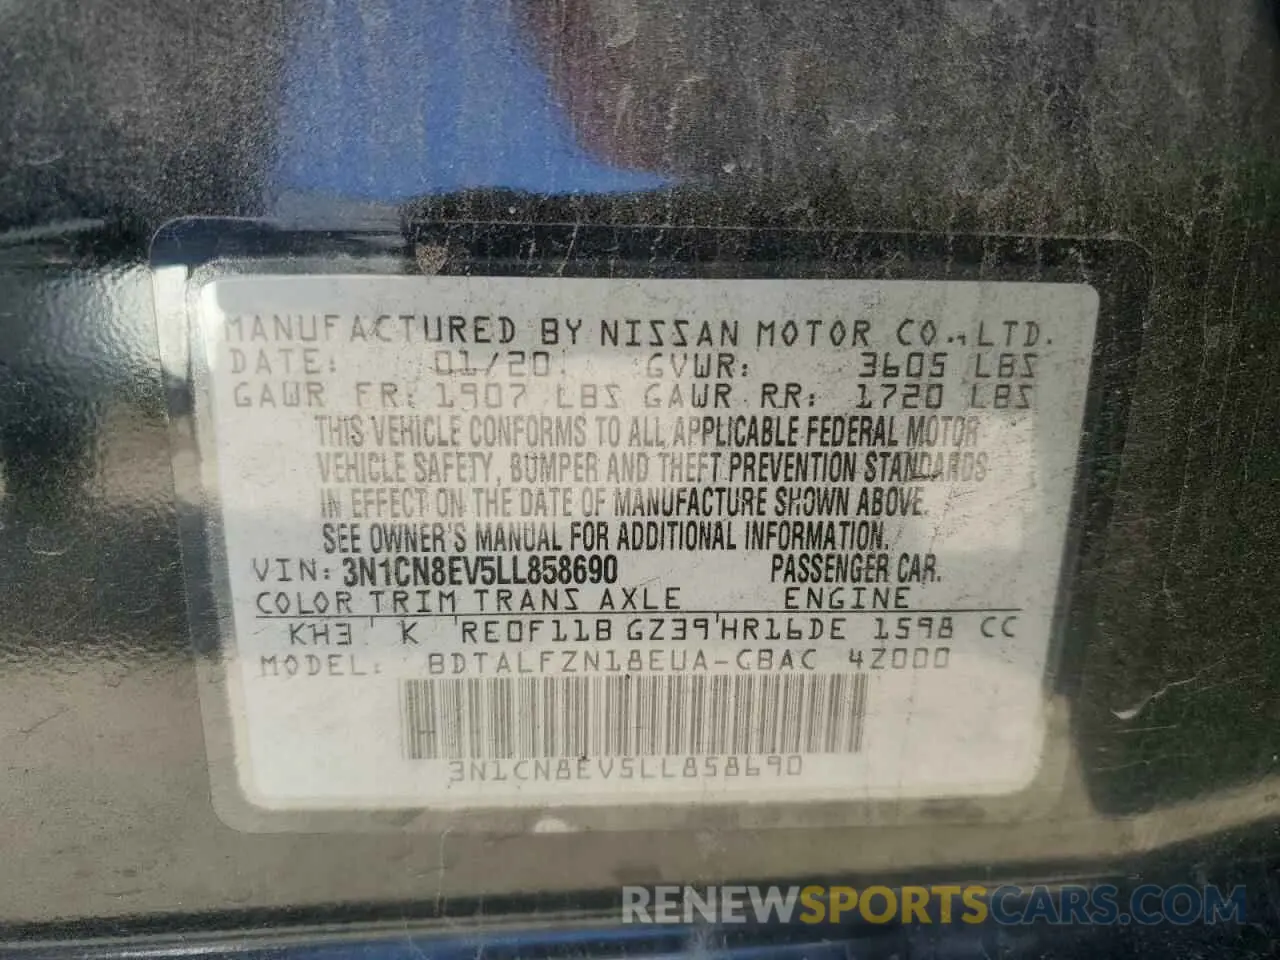 MANUFACTURED BY NISSAN MOTOR CO., LTD.
DATE: 01/20 GVWR: 3605 LBS
GAWR FR: 1907 LBS GAWR RR: 1720 LBS
THIS VEHICLE CONFORMS TO ALL APPLICABLE FEDERAL MOTOR
VEHICLE SAFETY, BUMPER AND THEFT PREVENTION STANDARDS
IN EFFECT ON THE DATE OF MANUFACTURE SHOWN ABOVE.
SEE OWNER'S MANUAL FOR ADDITIONAL INFORMATION.
VIN: 3N1CN8EV5LL858690 PASSENGER CAR.
COLOR TRIM TRANS AXLE ENGINE
KH3 K RE0F11B GZ39 HR16DE 1598 CC
MODEL: BDTALFZN18EUA-CBAC 42000
3N1CN8EV5LL858690
RENEWSPORTSCARS.COM